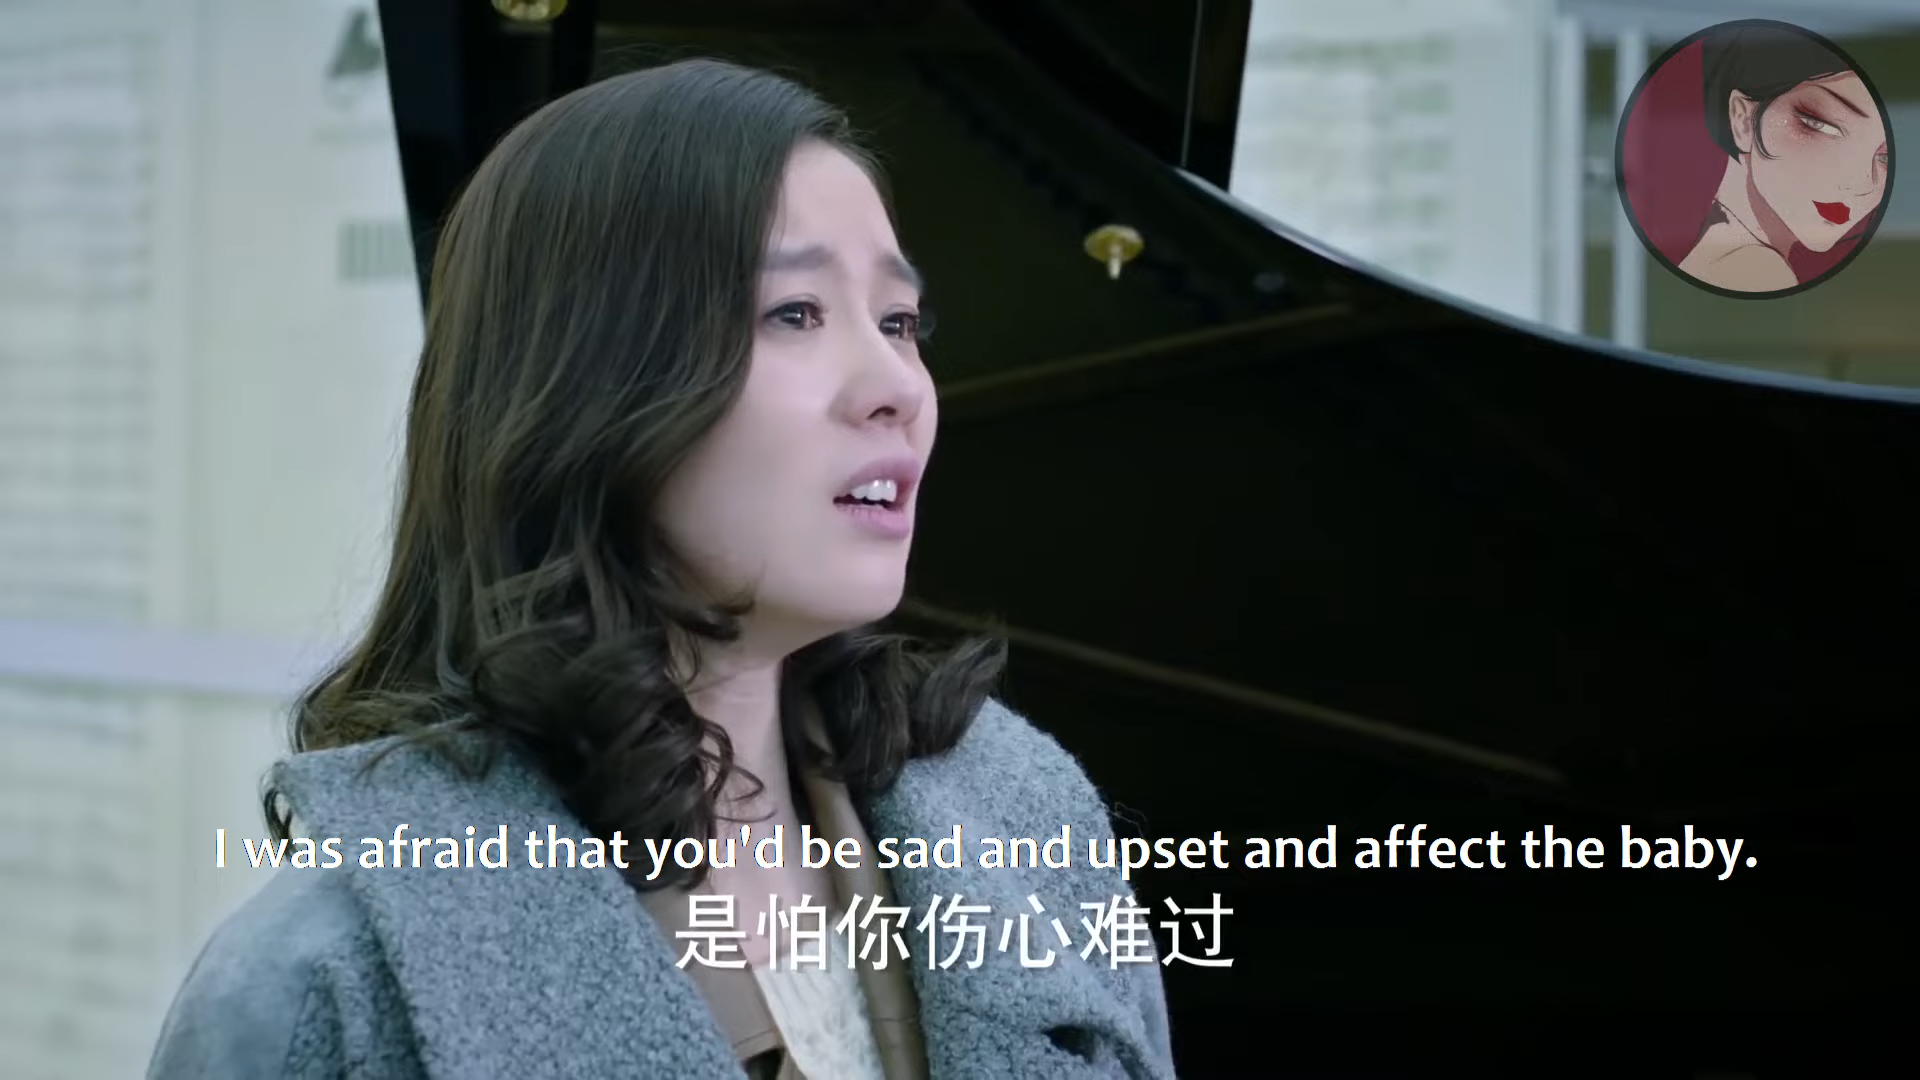 I was afraid that you'd be sad and upset and affect the baby.
是怕你伤心难过